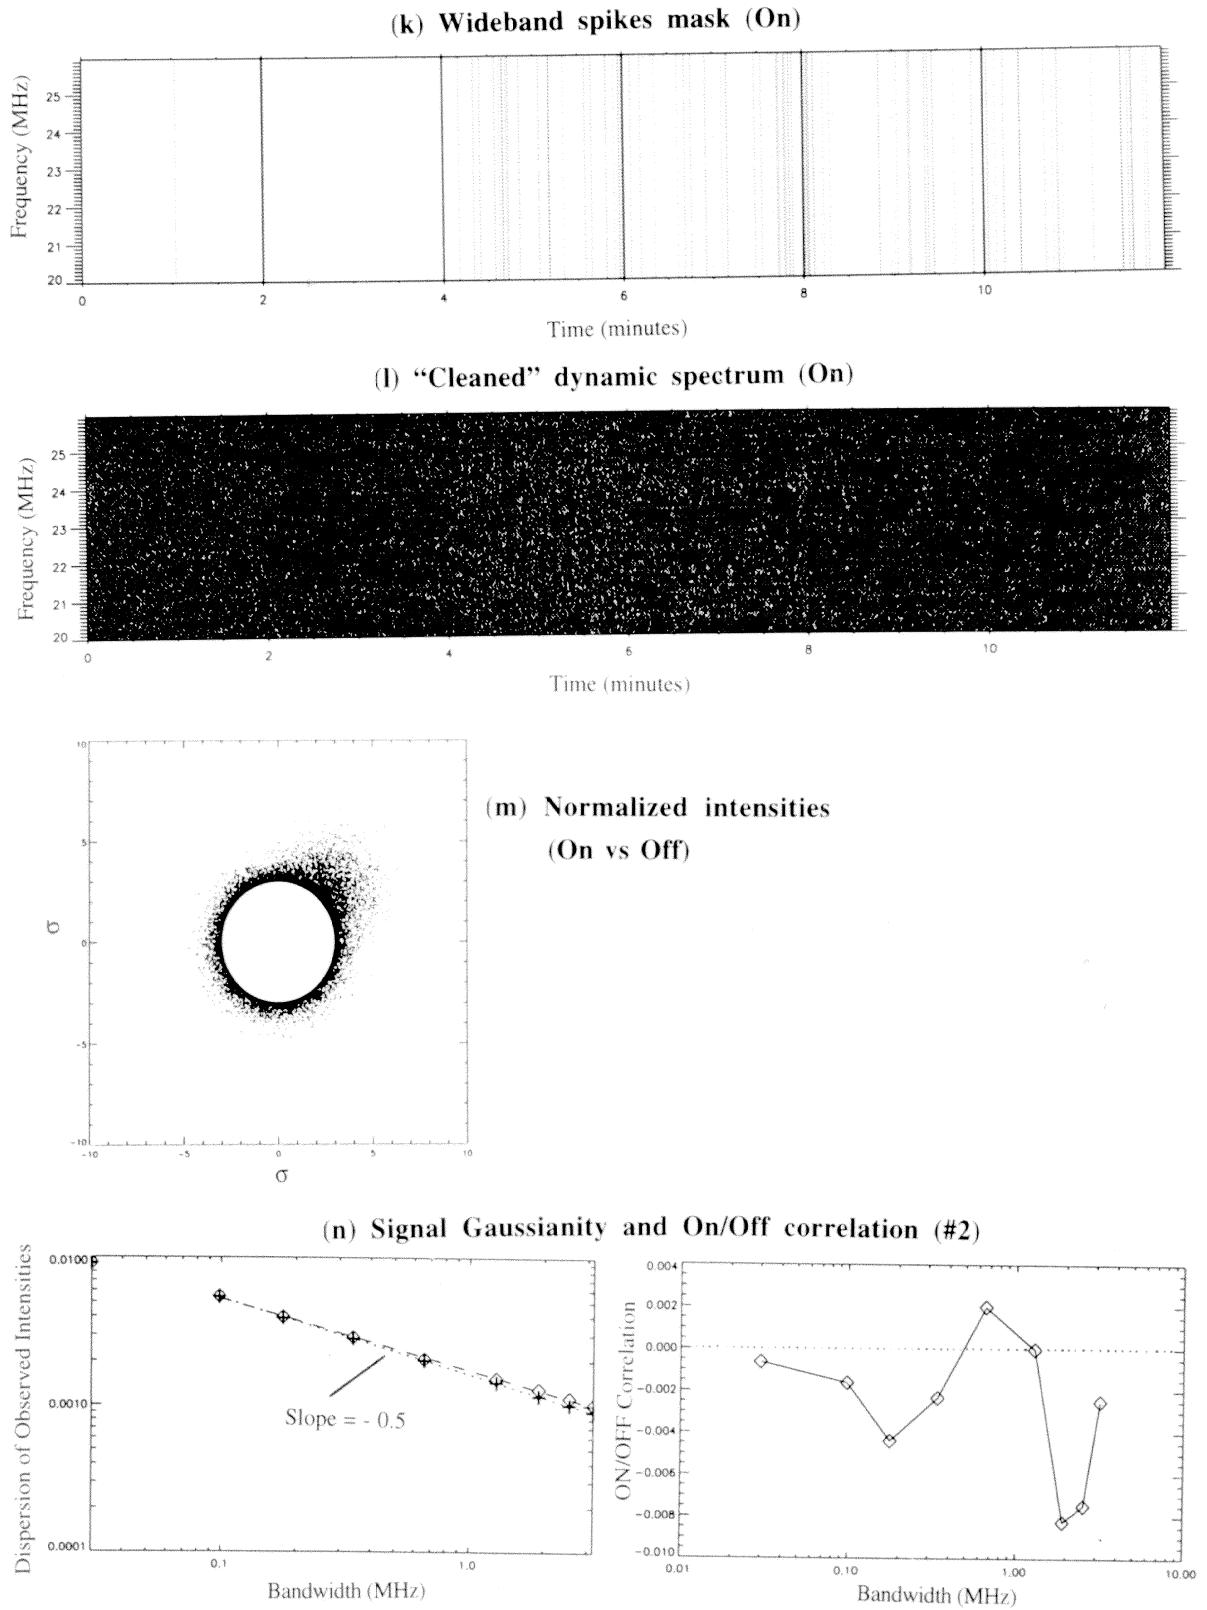 (k) Wideband spikes mask (On)
Frequency (MHz)
25
24
23
22
21
20
0 2 4 6 8 10
Time (minutes)
(l) “Cleaned” dynamic spectrum (On)
Frequency (MHz)
25
24
23
22
21
20
0 2 4 6 8 10
Time (minutes)
(m) Normalized intensities
(On vs Off)
10
5
0
-5
-10
σ
-10 -5 0 5 10
σ
(n) Signal Gaussianity and On/Off correlation (#2)
Dispersion of Observed Intensities
0.0100
0.0010
0.0001
Slope = - 0.5
0.1 1.0
Bandwidth (MHz)
ON/OFF Correlation
0.004
0.002
0.000
-0.002
-0.004
-0.006
-0.008
-0.010
0.01 0.10 1.00 10.00
Bandwidth (MHz)